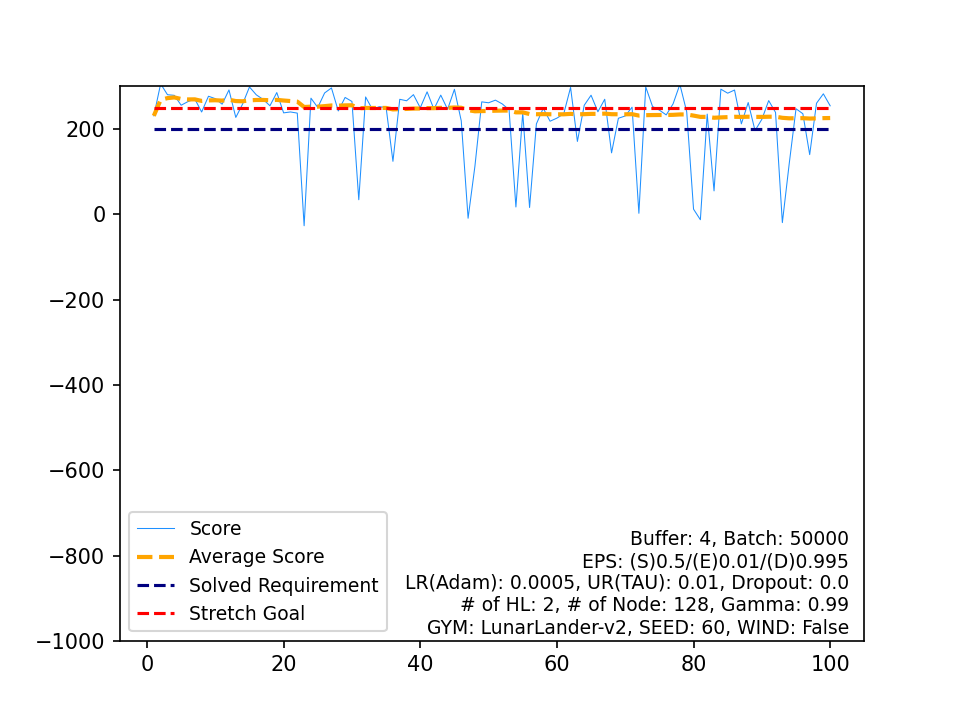 200
0
−200
−400
−600
−800
−1000
0
20
40
60
80
100
Score
Average Score
Solved Requirement
Stretch Goal
Buffer: 4, Batch: 50000
EPS: (S)0.5/(E)0.01/(D)0.995
LR(Adam): 0.0005, UR(TAU): 0.01, Dropout: 0.0
# of HL: 2, # of Node: 128, Gamma: 0.99
GYM: LunarLander-v2, SEED: 60, WIND: False